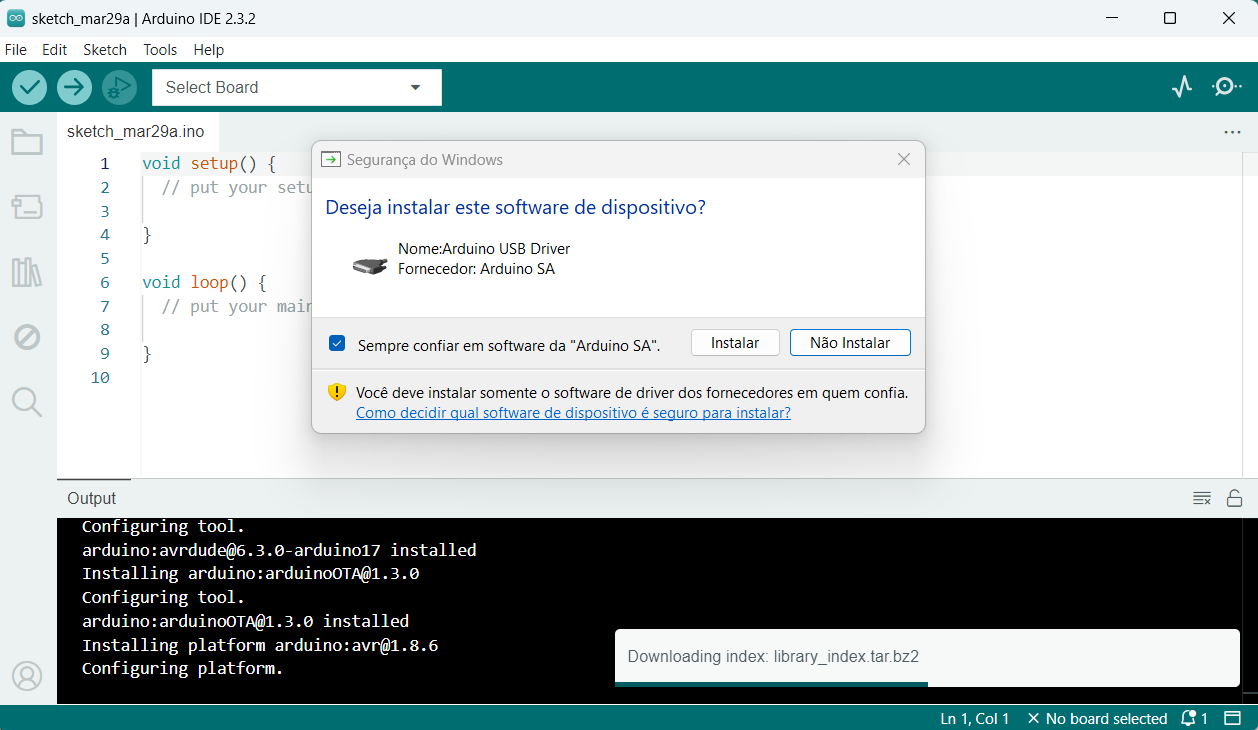 sketch_mar29a | Arduino IDE 2.3.2
File Edit Sketch Tools Help
Select Board
sketch_mar29a.ino
1 void setup() {
2 // put your setu
3
4 }
5
6 void loop() {
7 // put your main
8
9 }
10
Segurança do Windows
Deseja instalar este software de dispositivo?
Nome:Arduino USB Driver
Fornecedor: Arduino SA
Sempre confiar em software da "Arduino SA".
Instalar
Não Instalar
Você deve instalar somente o software de driver dos fornecedores em quem confia.
Como decidir qual software de dispositivo é seguro para instalar?
Output
Configuring tool.
arduino:avrdude@6.3.0-arduino17 installed
Installing arduino:arduinoOTA@1.3.0
Configuring tool.
arduino:arduinoOTA@1.3.0 installed
Installing platform arduino:avr@1.8.6
Configuring platform.
Downloading index: library_index.tar.bz2
Ln 1, Col 1 No board selected 1